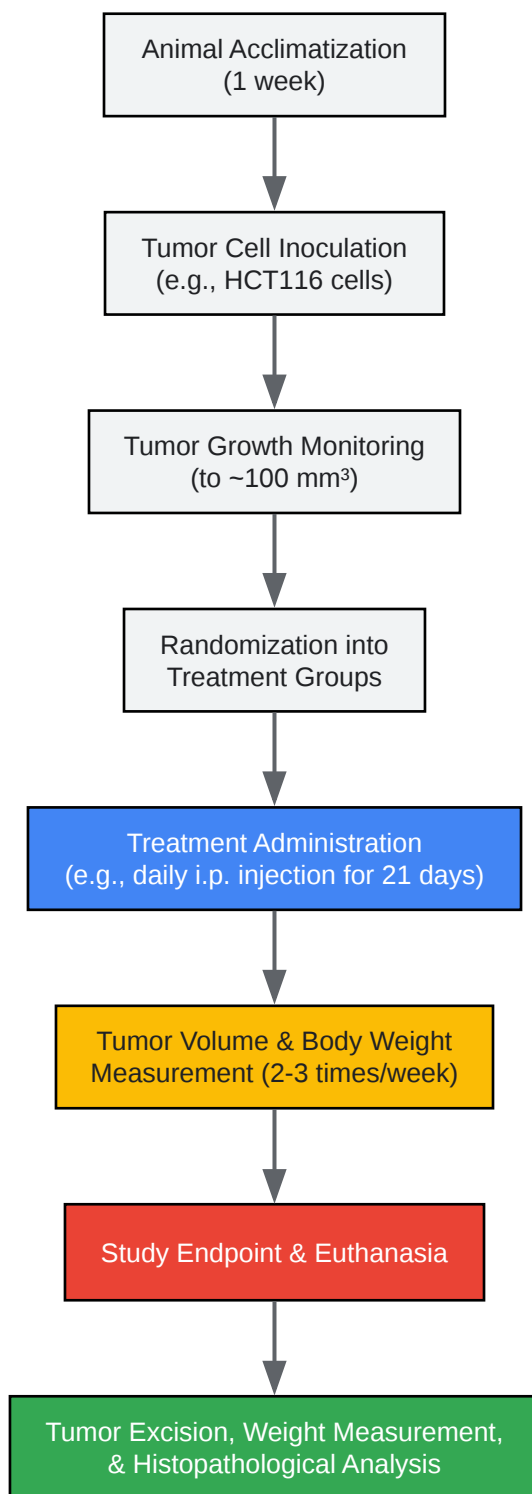 Animal Acclimatization
(1 week)
Tumor Cell Inoculation
(e.g., HCT116 cells)
Tumor Growth Monitoring
(to ~100 mm³)
Randomization into
Treatment Groups
Treatment Administration
(e.g., daily i.p. injection for 21 days)
Tumor Volume & Body Weight
Measurement (2-3 times/week)
Study Endpoint & Euthanasia
Tumor Excision, Weight Measurement,
& Histopathological Analysis